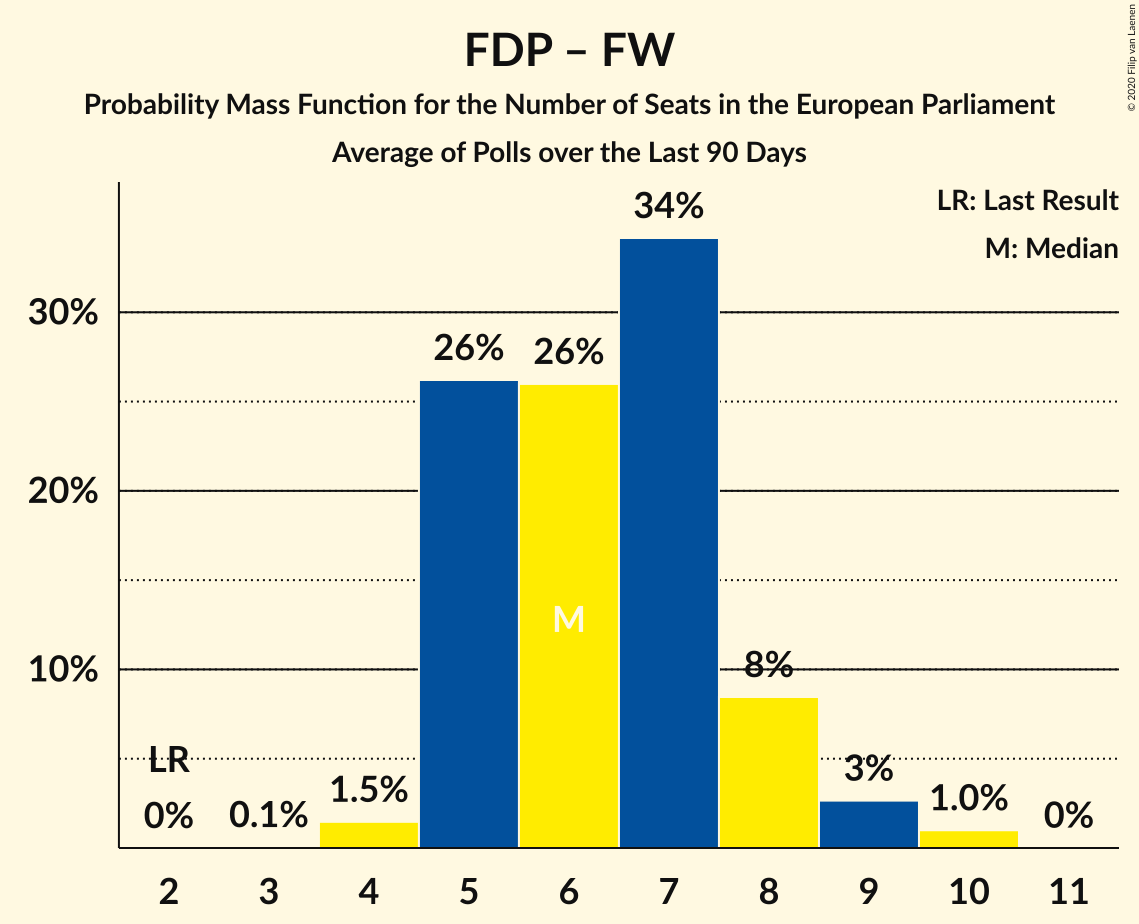 © 2020 Filip van Laenen
FDP – FW
Probability Mass Function for the Number of Seats in the European Parliament
Average of Polls over the Last 90 Days
LR: Last Result
M: Median
34%
30%
26% 26%
20%
M
10%
8%
LR
3%
1.5%
1.0%
0% 0.1% 0%
2 3 4 5 6 7 8 9 10 11